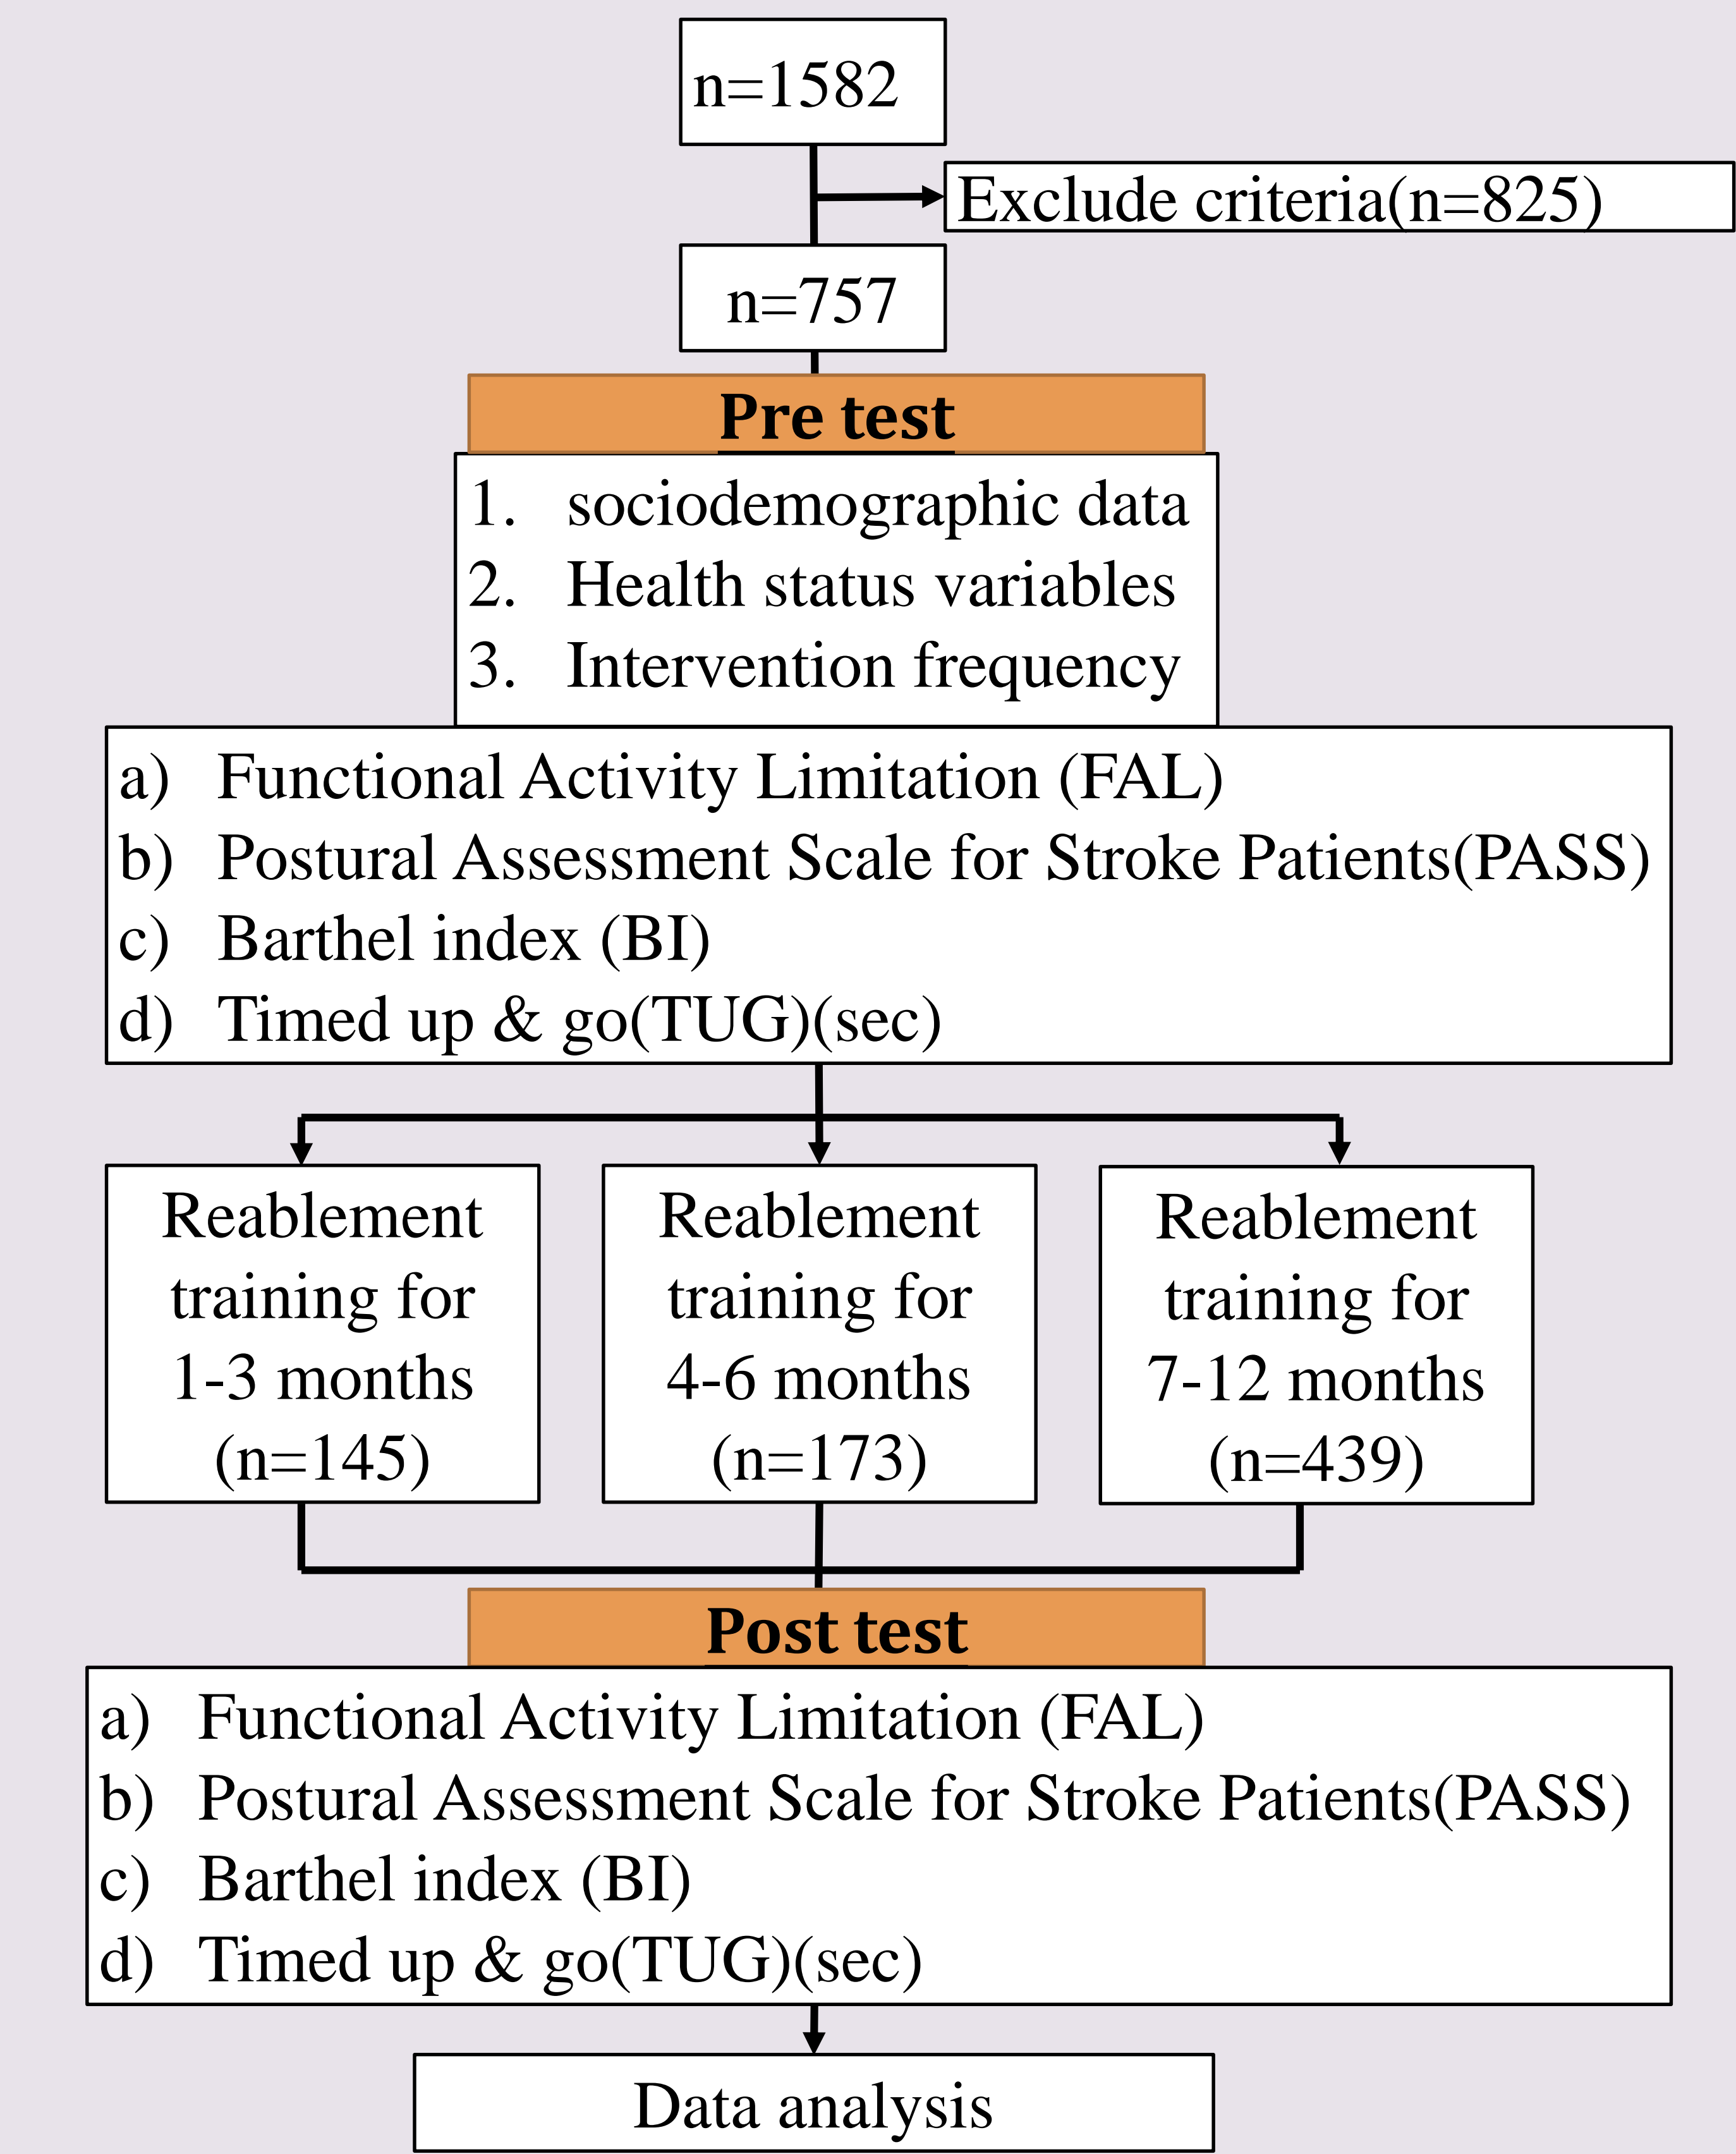 n=1582
Exclude criteria(n=825)
n=757
Pre test
1. sociodemographic data
2. Health status variables
3. Intervention frequency
a) Functional Activity Limitation (FAL)
b) Postural Assessment Scale for Stroke Patients(PASS)
c) Barthel index (BI)
d) Timed up & go(TUG)(sec)
Reablement
training for
1-3 months
(n=145)
Reablement
training for
4-6 months
(n=173)
Reablement
training for
7-12 months
(n=439)
Post test
a) Functional Activity Limitation (FAL)
b) Postural Assessment Scale for Stroke Patients(PASS)
c) Barthel index (BI)
d) Timed up & go(TUG)(sec)
Data analysis